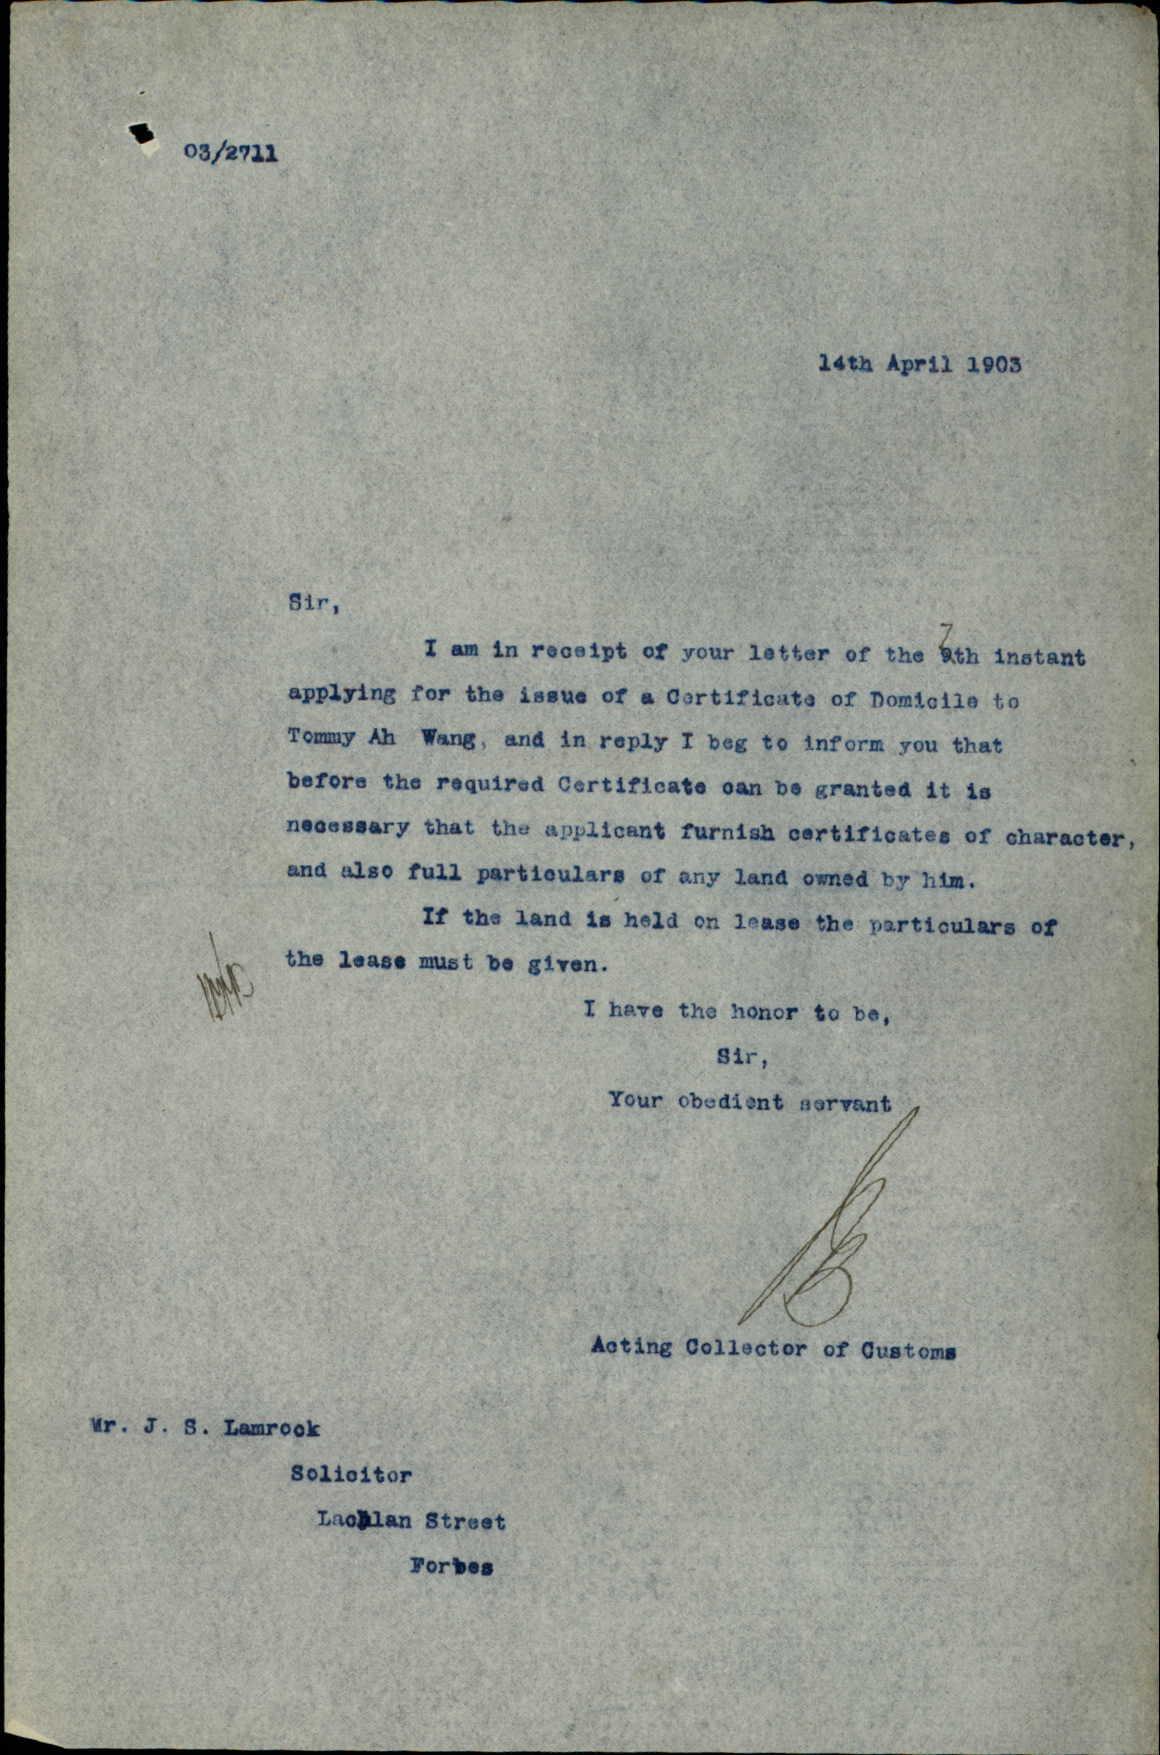 03/2711
14th April 1903
Sir,
I am in receipt of your letter of the 7th instant
applying for the issue of a Certificate of Domicile to
Tommy Ah Wang, and in reply I beg to inform you that
before the required Certificate can be granted it is
necessary that the applicant furnish certificates of character,
and also full particulars of any land owned by him.
If the land is held on lease the particulars of
the lease must be given.
I have the honor to be,
Sir,
Your obedient servant
Acting Collector of Customs
Mr. J. S. Lamrock
Solicitor
Lachlan Street
Forbes